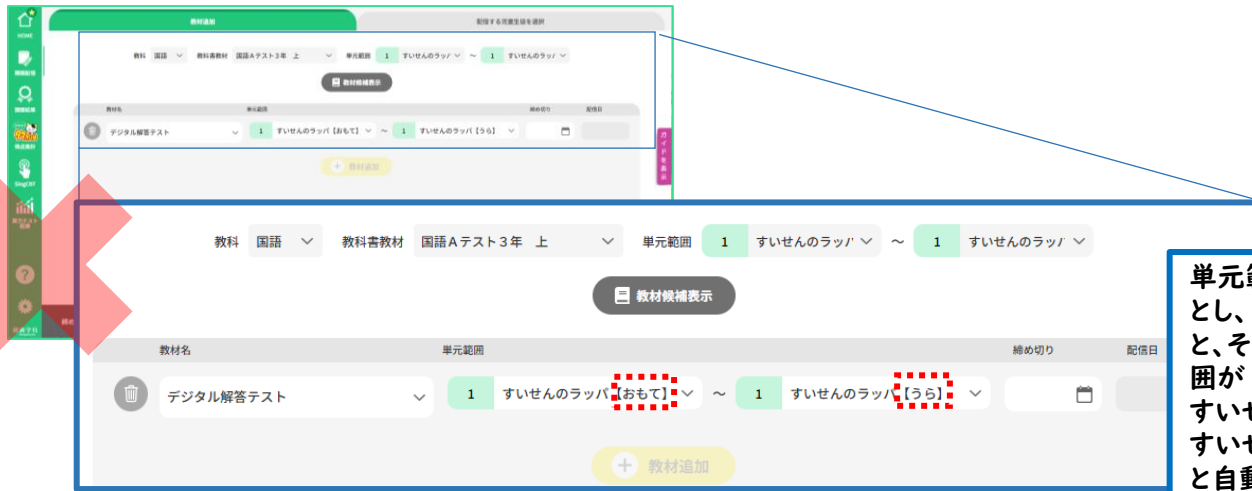 HOME
教材追加
配信する児童生徒を選択
教科 国語 教科書教材 国語Aテスト3年 上 単元範囲 1 すいせんのラッパ ~ 1 すいせんのラッパ
教材候補表示
教材名 単元範囲 締め切り 配信日
デジタル解答テスト 1 すいせんのラッパ【おもて】 ~ 1 すいせんのラッパ【うら】
+ 教材追加
ガイドを表示
教科 国語 教科書教材 国語Aテスト3年 上 単元範囲 1 すいせんのラッパ ~ 1 すいせんのラッパ
教材候補表示
教材名 単元範囲 締め切り 配信日
デジタル解答テスト 1 すいせんのラッパ【おもて】 ~ 1 すいせんのラッパ【うら】
+ 教材追加
単元範
とし、
と、そ
囲が
すいせ
すいせ
と自動